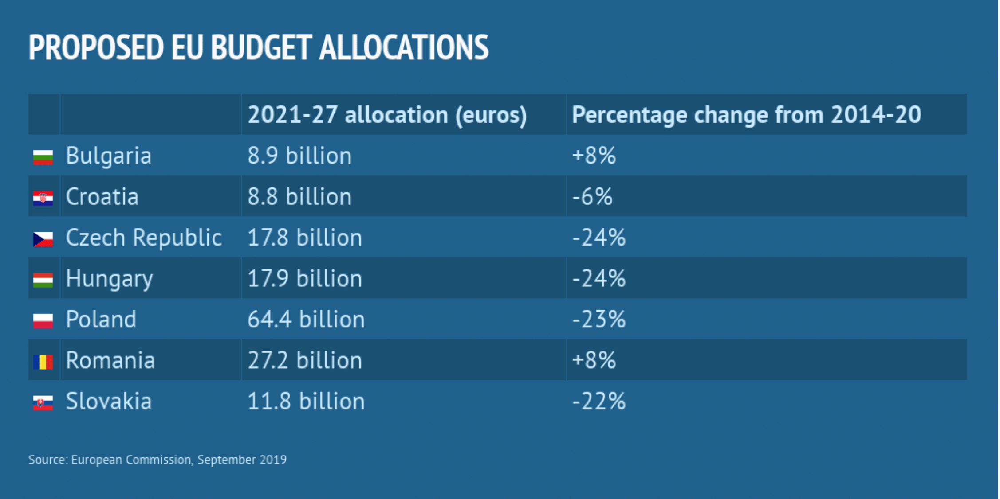 PROPOSED EU BUDGET ALLOCATIONS
2021-27 allocation (euros) Percentage change from 2014-20
Bulgaria 8.9 billion +8%
Croatia 8.8 billion -6%
Czech Republic 17.8 billion -24%
Hungary 17.9 billion -24%
Poland 64.4 billion -23%
Romania 27.2 billion +8%
Slovakia 11.8 billion -22%
Source: European Commission, September 2019